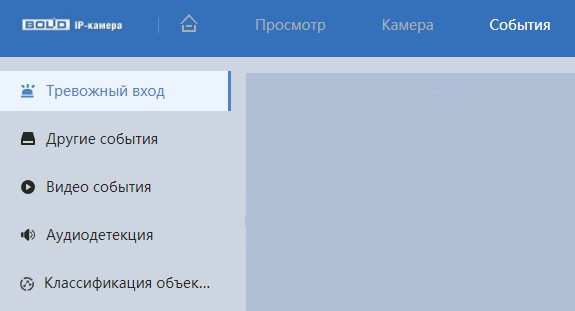 BOLID IP-камера Просмотр Камера События
Тревожный вход
Другие события
Видео события
Аудиодетекция
Классификация объек...